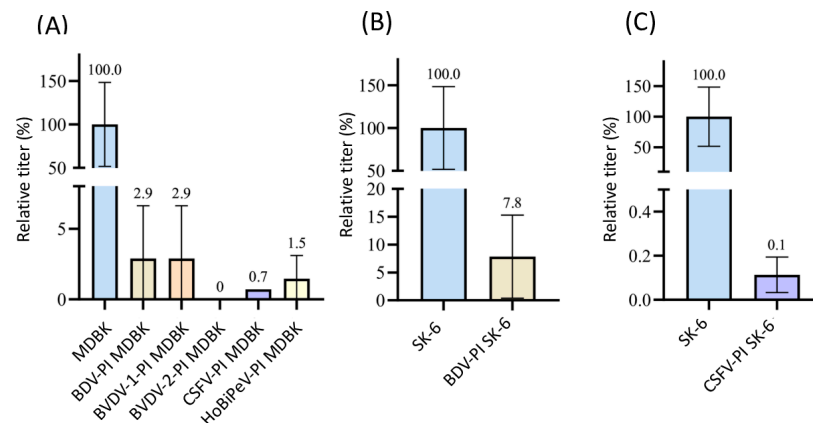 (A)
Relative titer (%)
150
100
50
5
0
100.0
2.9
2.9
0
0.7
1.5
MDBK
BDV-PI MDBK
BVDV-1-PI MDBK
BVDV-2-PI MDBK
CSFV-PI MDBK
HoBiPeV-PI MDBK
(B)
Relative titer (%)
150
100
50
20
15
10
5
0
100.0
7.8
SK-6
BDV-PI SK-6
(C)
Relative titer (%)
150
100
50
0.4
0.2
0.0
100.0
0.1
SK-6
CSFV-PI SK-6